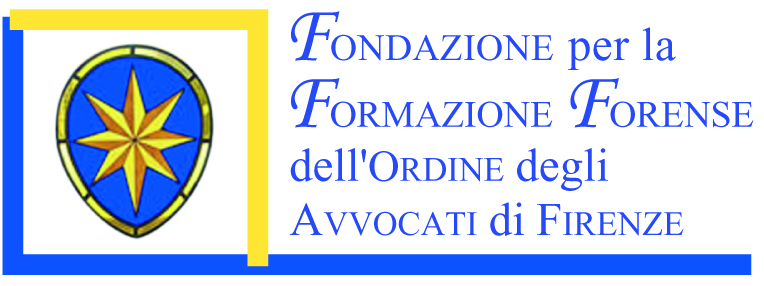 FONDAZIONE per la
FORMAZIONE FORENSE
dell'ORDINE degli
AVVOCATI di FIRENZE